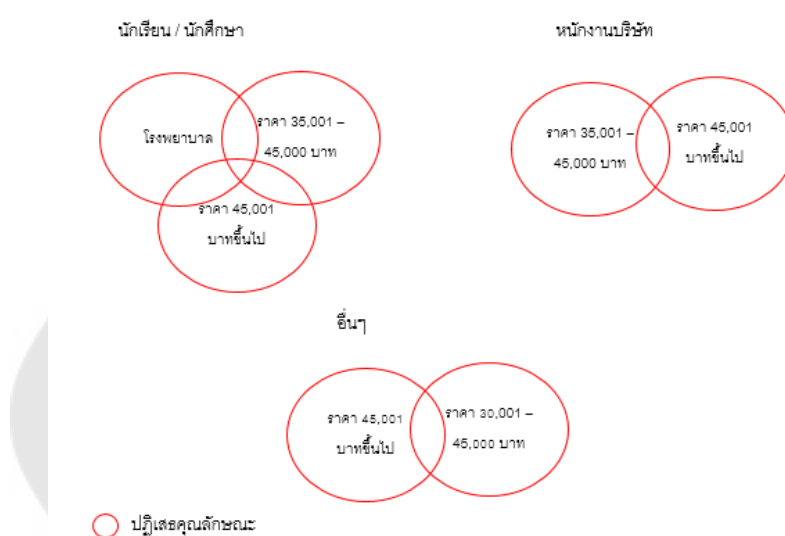 นักเรียน / นักศึกษา
หนักงานบริษัท
โรงพยาบาล
ราคา 35,001 –
45,000 บาท
ราคา 45,001
บาทขึ้นไป
ราคา 35,001 –
45,000 บาท
ราคา 45,001
บาทขึ้นไป
อื่นๆ
ราคา 45,001
บาทขึ้นไป
ราคา 30,001 –
45,000 บาท
ปฏิเสธคุณลักษณะ